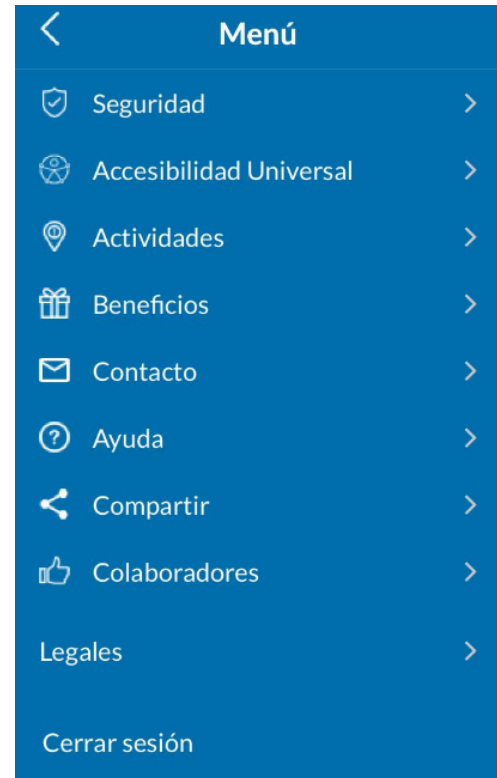 Menú
Seguridad
Accesibilidad Universal
Actividades
Beneficios
Contacto
Ayuda
Compartir
Colaboradores
Legales
Cerrar sesión